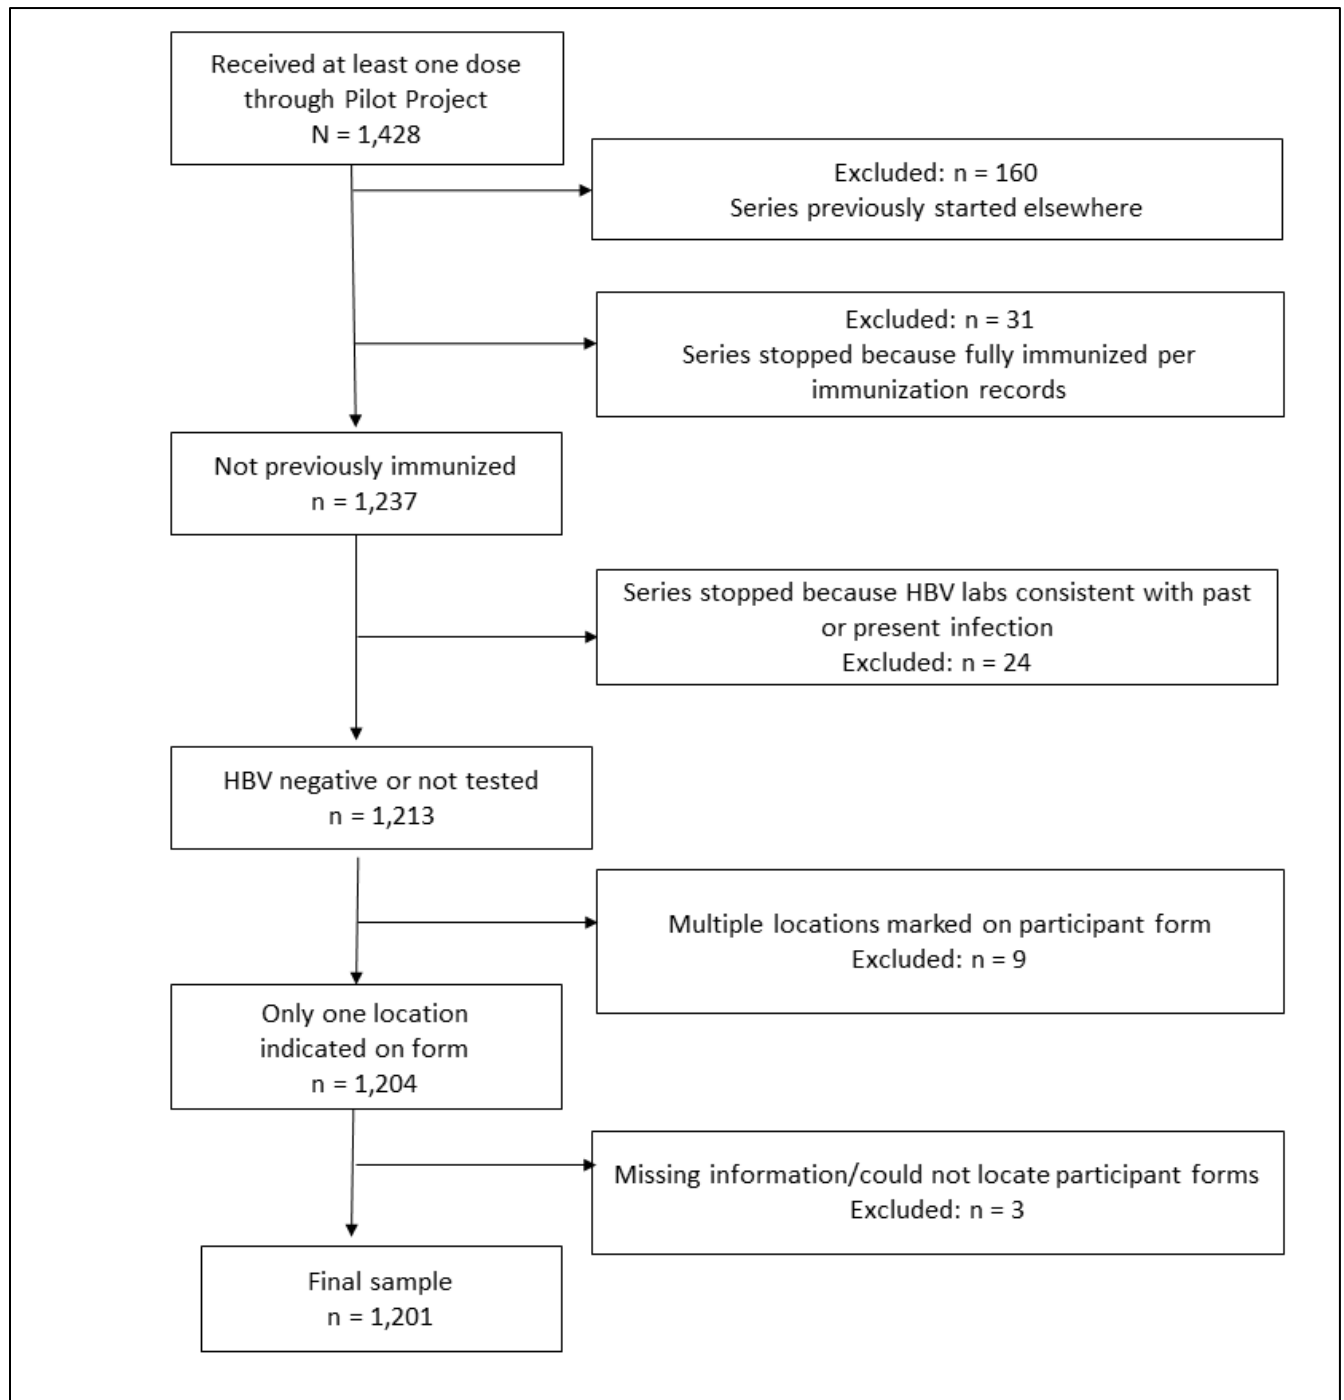 Received at least one dose
through Pilot Project
N = 1,428
Excluded: n = 160
Series previously started elsewhere
Excluded: n = 31
Series stopped because fully immunized per
immunization records
Not previously immunized
n = 1,237
Series stopped because HBV labs consistent with past
or present infection
Excluded: n = 24
HBV negative or not tested
n = 1,213
Multiple locations marked on participant form
Excluded: n = 9
Only one location
indicated on form
n = 1,204
Missing information/could not locate participant forms
Excluded: n = 3
Final sample
n = 1,201